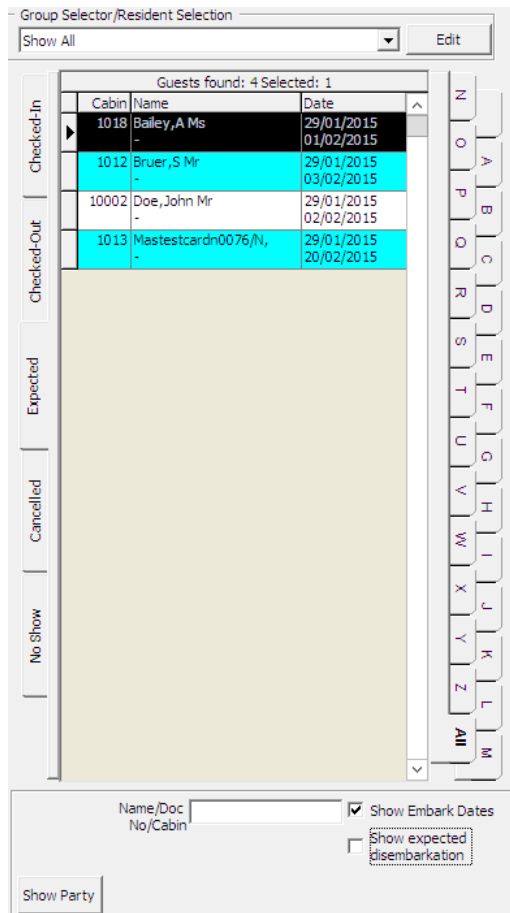 Group Selector/Resident Selection
Show All
Edit
Guests found: 4 Selected: 1
Cabin Name Date
1018 Bailey,A Ms 29/01/2015
- 01/02/2015
1012 Bruer,S Mr 29/01/2015
- 03/02/2015
10002 Doe,John Mr 29/01/2015
- 02/02/2015
1013 Mastestcardn0076/N, 29/01/2015
- 20/02/2015
Checked-In
Checked-Out
Expected
Cancelled
No Show
N
O
P
Q
R
S
T
U
V
W
X
Y
Z
All
A
B
C
D
E
F
G
H
I
J
K
L
M
Name/Doc
No/Cabin
Show Embark Dates
Show expected
disembarkation
Show Party